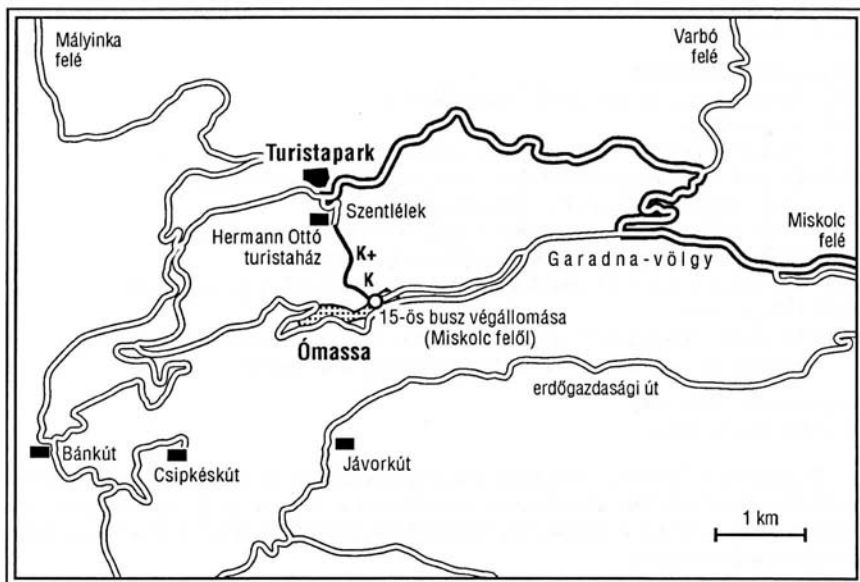 Mályinka
felé
Varbó
felé
Turistapark
Szentlélek
Hermann Ottó
turistaház
K+
K
Miskolc
felé
Garadna-völgy
15-ös busz végállomása
(Miskolc felől)
Ómassa
erdőgazdasági út
Bánkút
Csipkéskút
Jávorkút
1 km